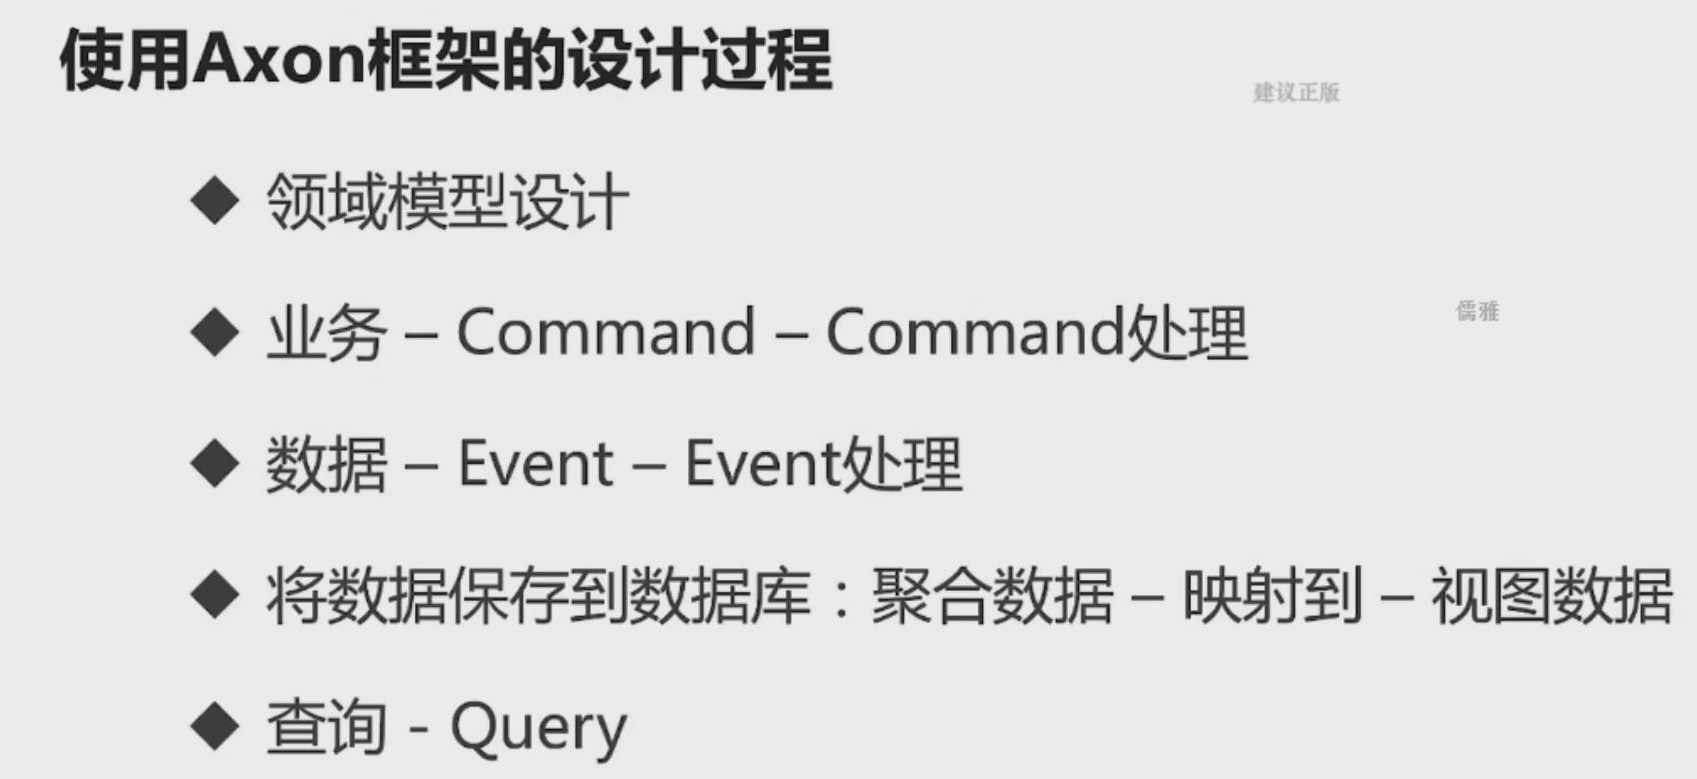 使用Axon框架的设计过程
建议正版
◆ 领域模型设计
◆ 业务 – Command – Command处理
儒雅
◆ 数据 – Event – Event处理
◆ 将数据保存到数据库：聚合数据 – 映射到 – 视图数据
◆ 查询 - Query